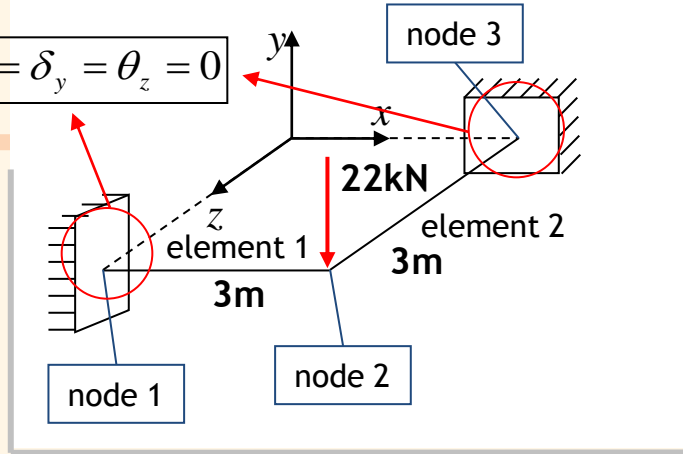 node 3
y
= δ_y = θ_z = 0
x
22kN
z
element 1
element 2
3m
3m
node 2
node 1